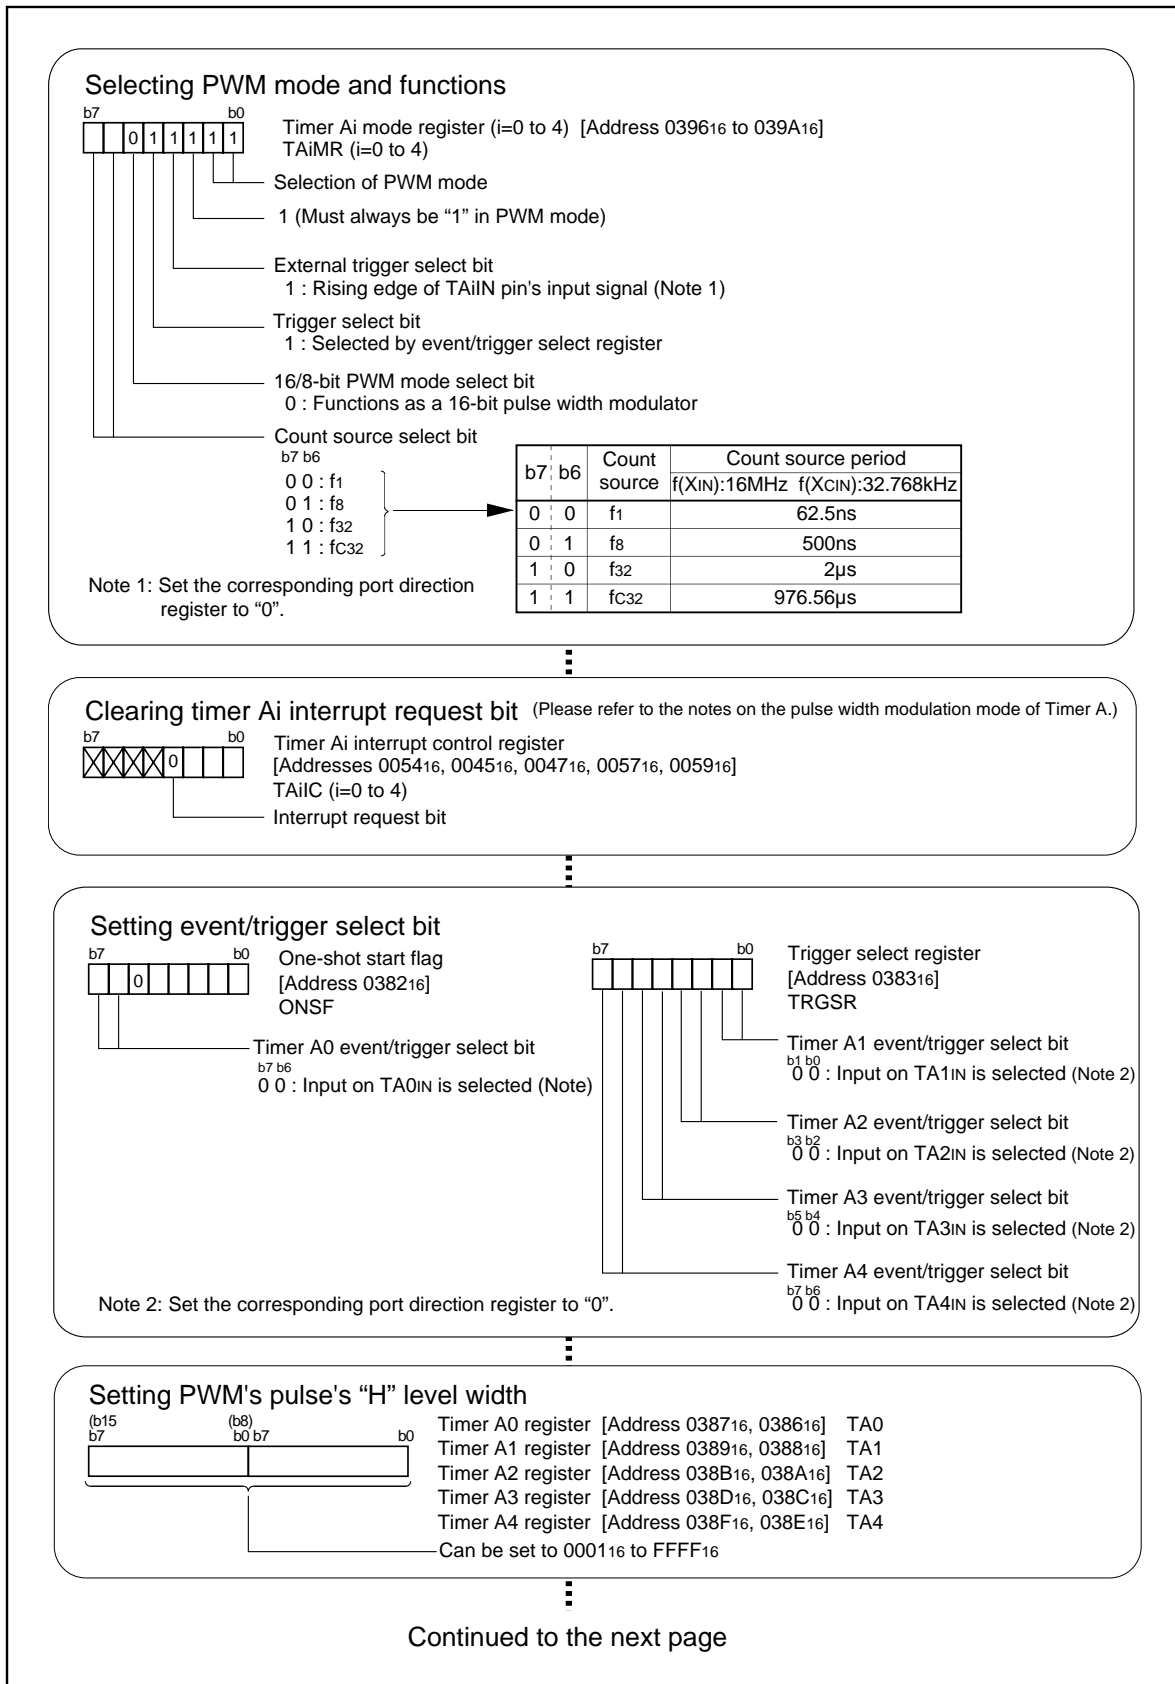 Selecting PWM mode and functions
b7 b0
0 1 1 1 1 1
Timer Ai mode register (i=0 to 4) [Address 039616 to 039A16]
TAiMR (i=0 to 4)
Selection of PWM mode
1 (Must always be “1” in PWM mode)
External trigger select bit
1 : Rising edge of TAiIN pin's input signal (Note 1)
Trigger select bit
1 : Selected by event/trigger select register
16/8-bit PWM mode select bit
0 : Functions as a 16-bit pulse width modulator
Count source select bit
b7 b6
0 0 : f1
0 1 : f8
1 0 : f32
1 1 : fC32
b7 b6 Count source Count source period
f(XIN):16MHz f(XCIN):32.768kHz
0 0 f1 62.5ns
0 1 f8 500ns
1 0 f32 2µs
1 1 fC32 976.56µs
Note 1: Set the corresponding port direction
register to “0”.
Clearing timer Ai interrupt request bit (Please refer to the notes on the pulse width modulation mode of Timer A.)
b7 b0
0
Timer Ai interrupt control register
[Addresses 005416, 004516, 004716, 005716, 005916]
TAiIC (i=0 to 4)
Interrupt request bit
Setting event/trigger select bit
b7 b0
0
One-shot start flag
[Address 038216]
ONSF
Timer A0 event/trigger select bit
b7 b6
0 0 : Input on TA0IN is selected (Note)
b7 b0
Trigger select register
[Address 038316]
TRGSR
Timer A1 event/trigger select bit
b1 b0
0 0 : Input on TA1IN is selected (Note 2)
Timer A2 event/trigger select bit
b3 b2
0 0 : Input on TA2IN is selected (Note 2)
Timer A3 event/trigger select bit
b5 b4
0 0 : Input on TA3IN is selected (Note 2)
Timer A4 event/trigger select bit
b7 b6
0 0 : Input on TA4IN is selected (Note 2)
Note 2: Set the corresponding port direction register to “0”.
Setting PWM's pulse's “H” level width
(b15 (b8)
b7 b0 b7 b0
Timer A0 register [Address 038716, 038616] TA0
Timer A1 register [Address 038916, 038816] TA1
Timer A2 register [Address 038B16, 038A16] TA2
Timer A3 register [Address 038D16, 038C16] TA3
Timer A4 register [Address 038F16, 038E16] TA4
Can be set to 000116 to FFFF16
Continued to the next page